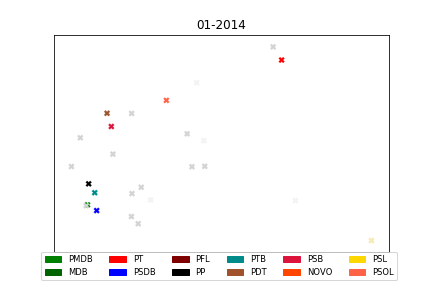 01-2014
PMDB PT PFL PTB PSB PSL
MDB PSDB PP PDT NOVO PSOL